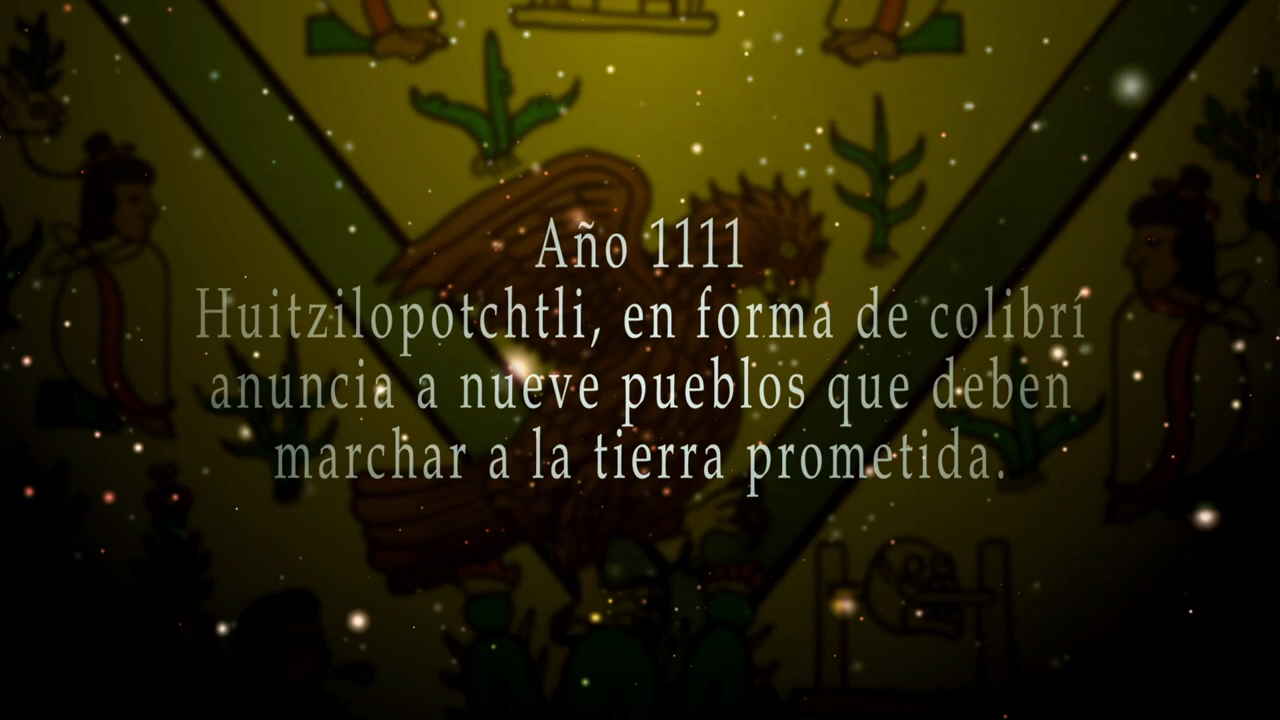 Año 1111
Huitzilopotchtli, en forma de colibrí
anuncia a nueve pueblos que deben
marchar a la tierra prometida.